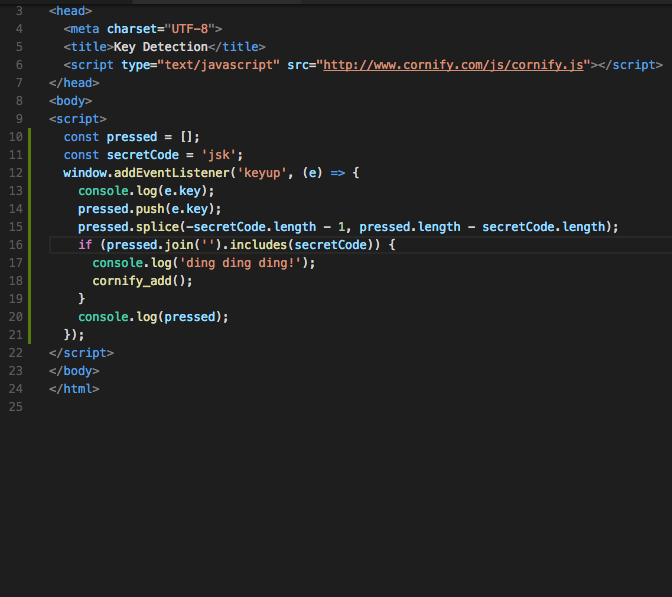 3 <head>
4 <meta charset="UTF-8">
5 <title>Key Detection</title>
6 <script type="text/javascript" src="http://www.cornify.com/js/cornify.js"></script>
7 </head>
8 <body>
9 <script>
10 const pressed = [];
11 const secretCode = 'jsk';
12 window.addEventListener('keyup', (e) => {
13 console.log(e.key);
14 pressed.push(e.key);
15 pressed.splice(-secretCode.length - 1, pressed.length - secretCode.length);
16 if (pressed.join('').includes(secretCode)) {
17 console.log('ding ding ding!');
18 cornify_add();
19 }
20 console.log(pressed);
21 });
22 </script>
23 </body>
24 </html>
25